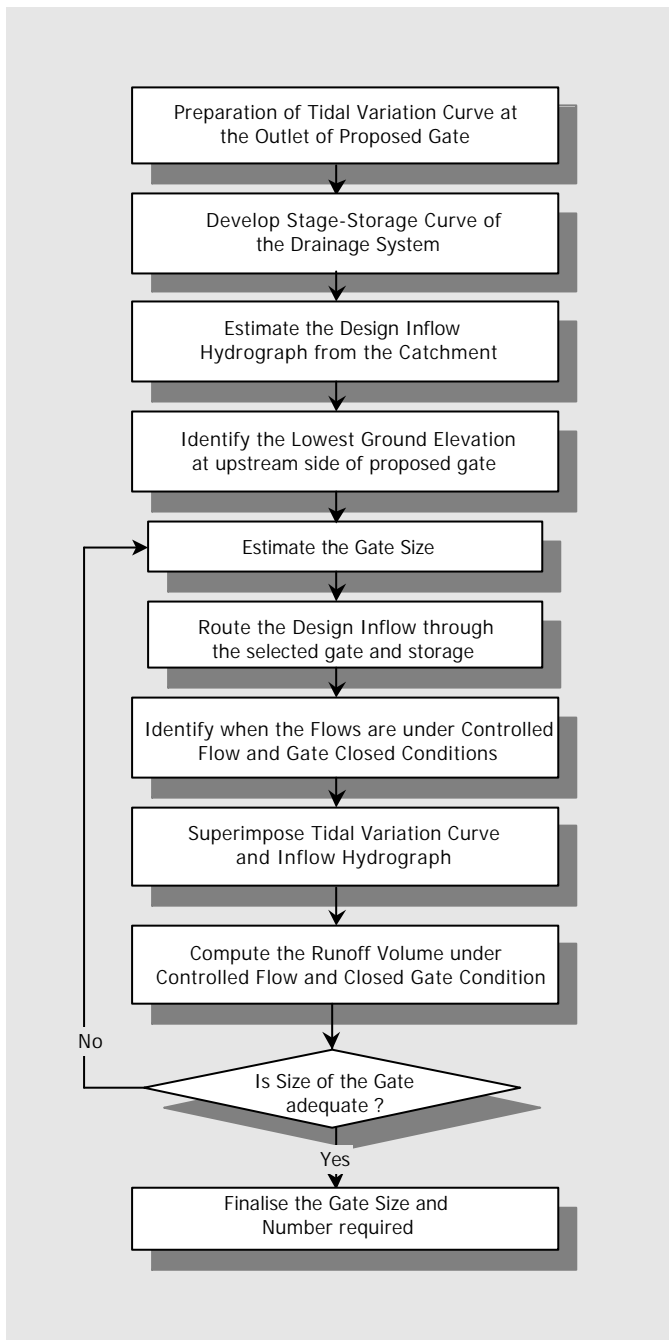 Preparation of Tidal Variation Curve at
the Outlet of Proposed Gate
Develop Stage-Storage Curve of
the Drainage System
Estimate the Design Inflow
Hydrograph from the Catchment
Identify the Lowest Ground Elevation
at upstream side of proposed gate
Estimate the Gate Size
Route the Design Inflow through
the selected gate and storage
Identify when the Flows are under Controlled
Flow and Gate Closed Conditions
Superimpose Tidal Variation Curve
and Inflow Hydrograph
Compute the Runoff Volume under
Controlled Flow and Closed Gate Condition
No
Is Size of the Gate
adequate ?
Yes
Finalise the Gate Size and
Number required